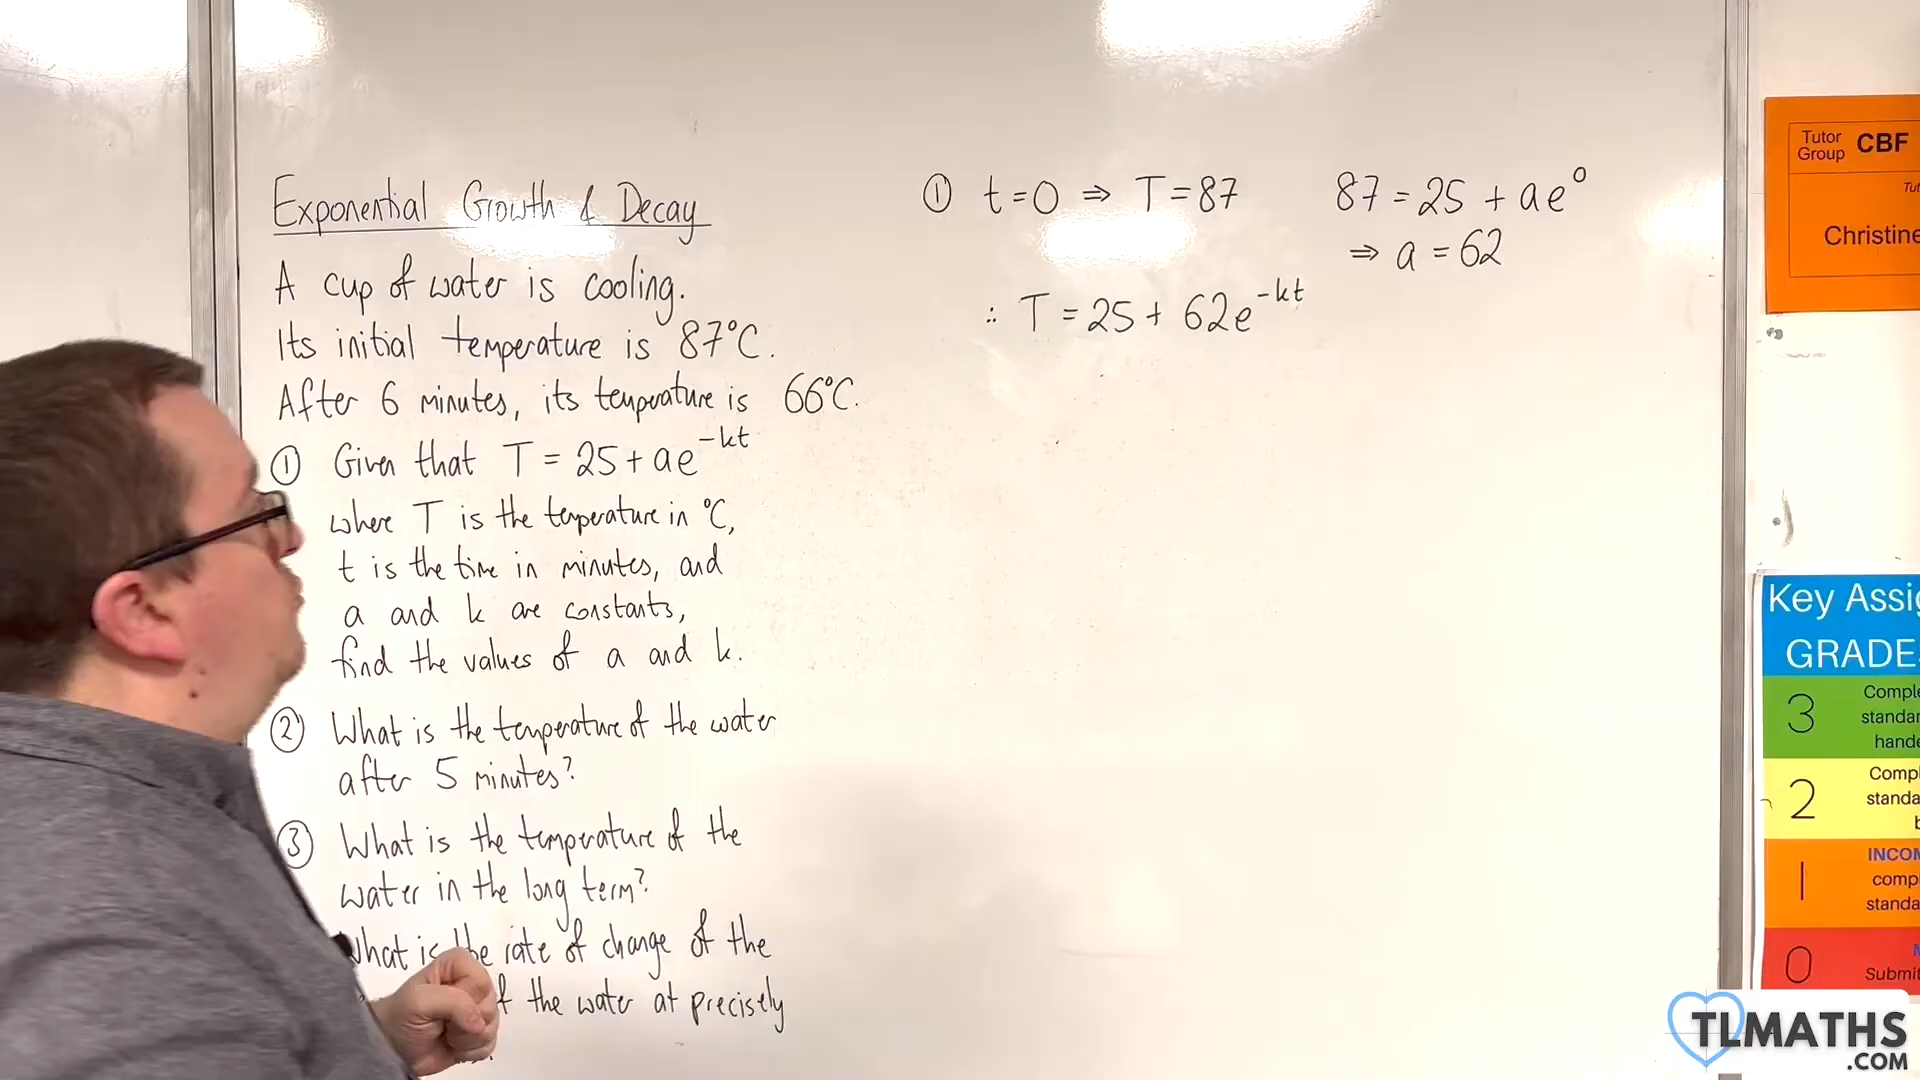 Exponential Growth & Decay
A cup of water is cooling.
Its initial temperature is 87°C.
After 6 minutes, its temperature is 66°C.
① Given that T = 25 + ae^-kt
where T is the temperature in °C,
t is the time in minutes, and
a and k are constants,
find the values of a and k.
② What is the temperature of the water
after 5 minutes?
③ What is the temperature of the
water in the long term?
What is the rate of change of the
the water at precisely
① t=0 ⇒ T=87 87 = 25 + ae^0
⇒ a = 62
∴ T = 25 + 62e^-kt
Tutor Group CBF
Christine
Key Assig
GRADE
3
Comple
standar
hande
2
Compl
standa
b
1
INCOM
comp
standa
0
Submit
TLMATHS
.COM